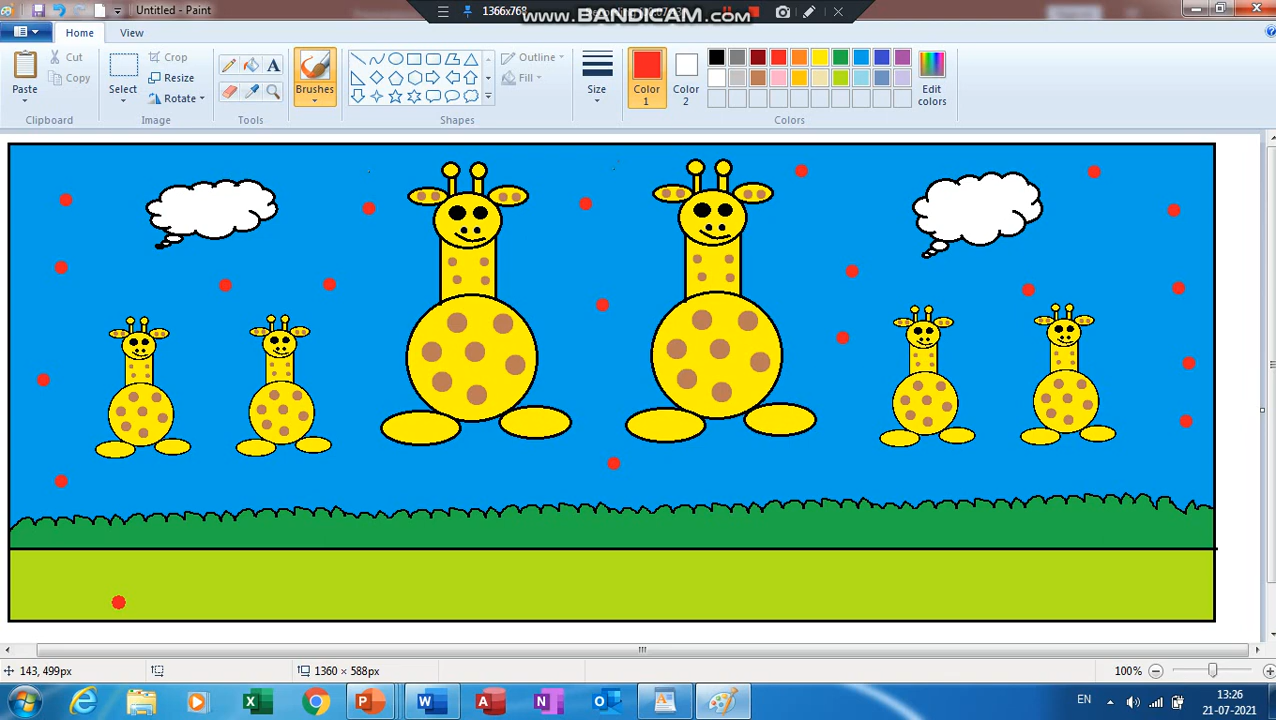 Untitled - Paint
1366x768
www.BANDICAM.com
Home
View
Paste
Cut
Copy
Clipboard
Select
Crop
Resize
Rotate
Image
A
Tools
Brushes
Shapes
Outline
Fill
Size
Color 1
Color 2
Edit colors
Colors
143, 499px
1360 × 588px
100%
EN
13:26
21-07-2021